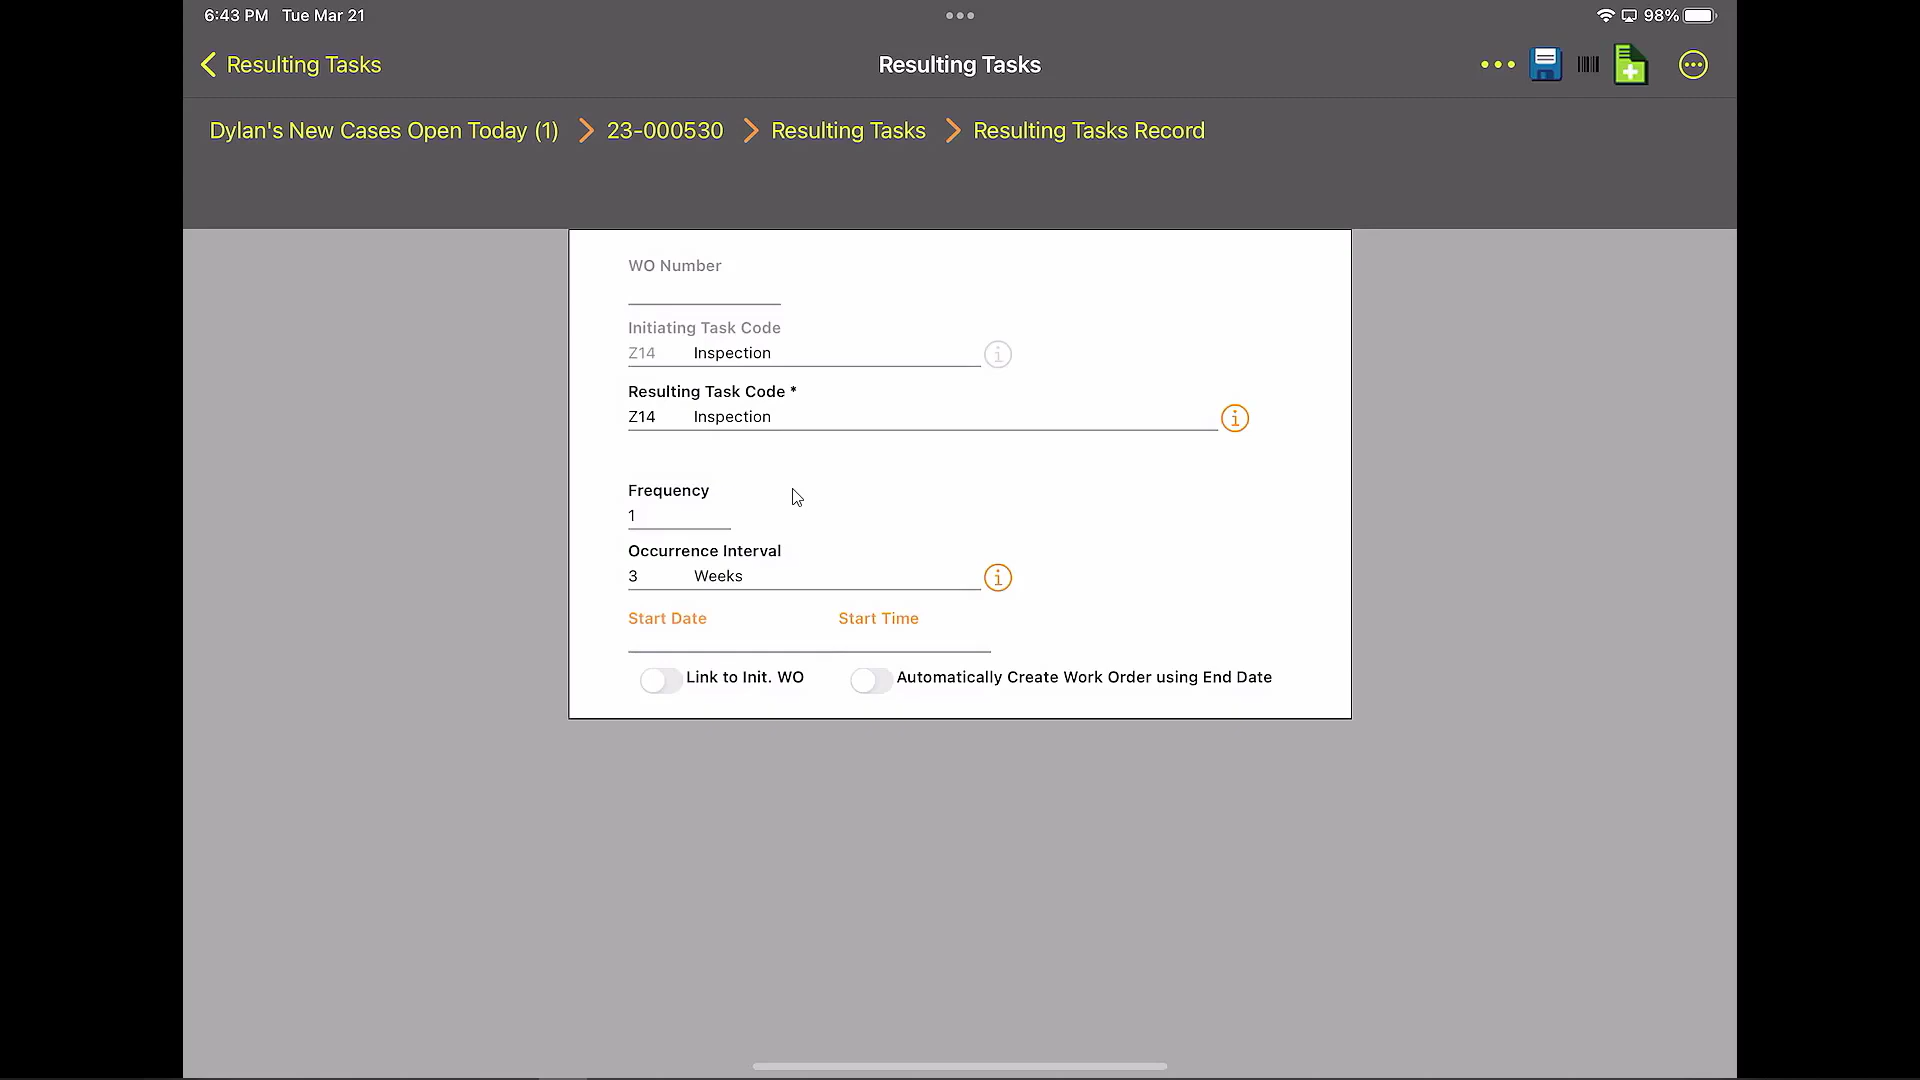 6:43 PM Tue Mar 21
98%
Resulting Tasks
Resulting Tasks
Dylan's New Cases Open Today (1) 23-000530 Resulting Tasks Resulting Tasks Record
WO Number
Initiating Task Code
Z14 Inspection
Resulting Task Code *
Z14 Inspection
Frequency
1
Occurrence Interval
3 Weeks
Start Date Start Time
Link to Init. WO Automatically Create Work Order using End Date